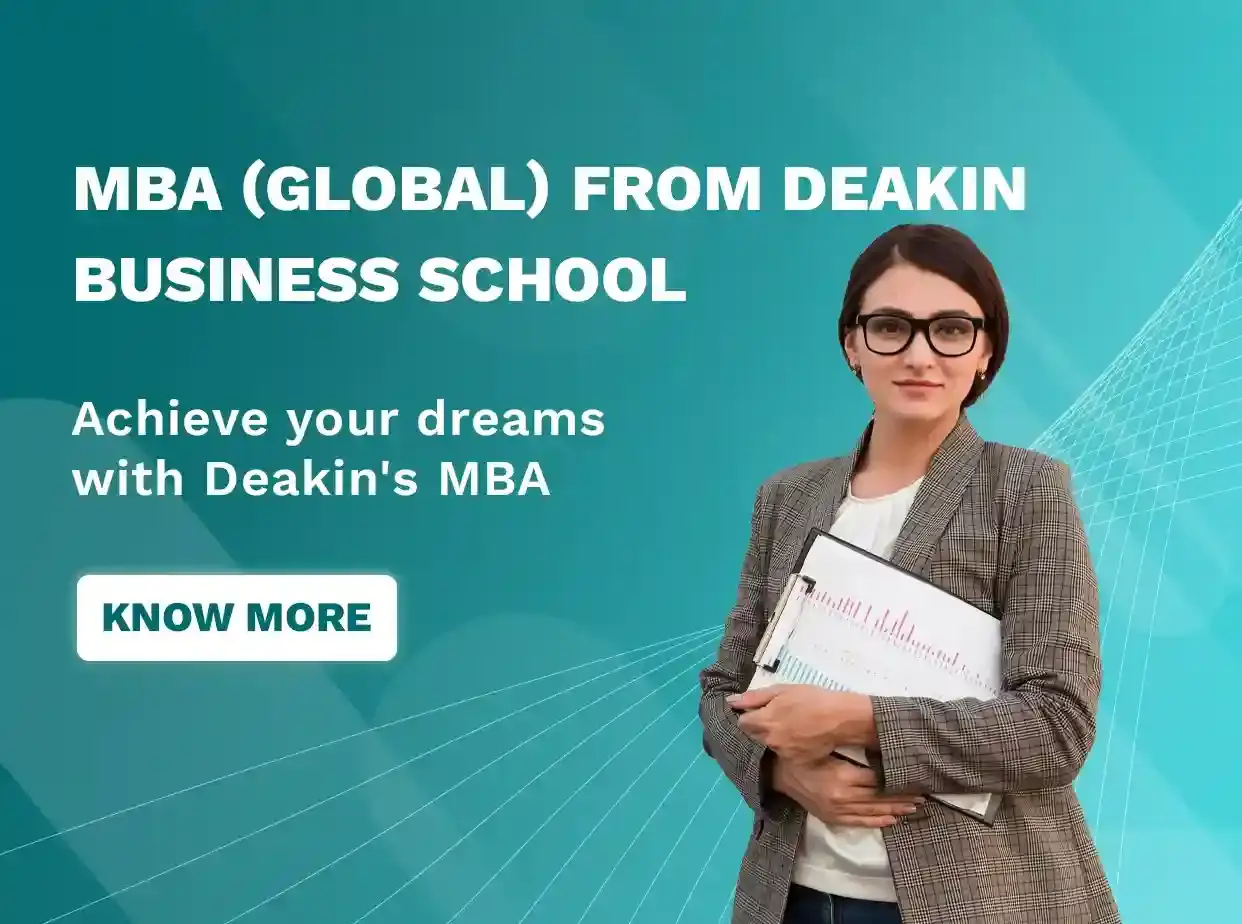 MBA (GLOBAL) FROM DEAKIN
BUSINESS SCHOOL
Achieve your dreams
with Deakin's MBA
KNOW MORE